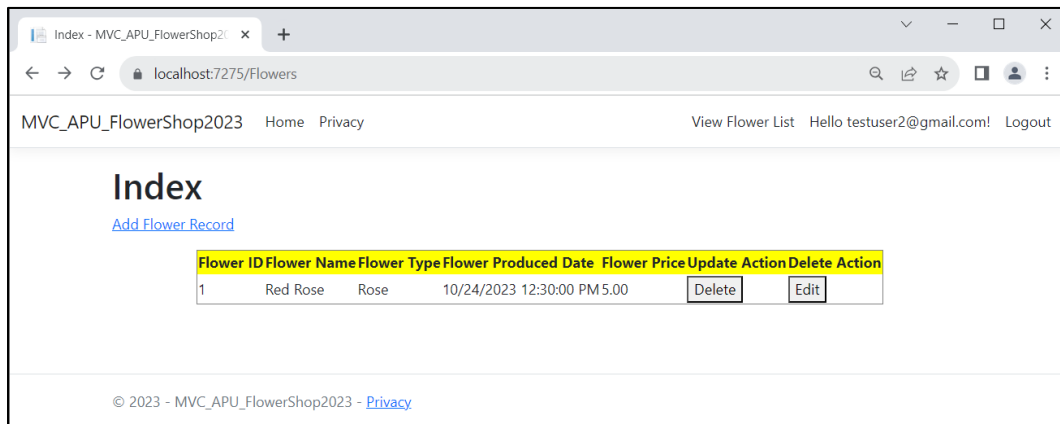 Index - MVC_APU_FlowerShop20
localhost:7275/Flowers
MVC_APU_FlowerShop2023 Home Privacy View Flower List Hello testuser2@gmail.com! Logout
Index
Add Flower Record
Flower ID Flower Name Flower Type Flower Produced Date Flower Price Update Action Delete Action
1 Red Rose Rose 10/24/2023 12:30:00 PM 5.00 Delete Edit
© 2023 - MVC_APU_FlowerShop2023 - Privacy